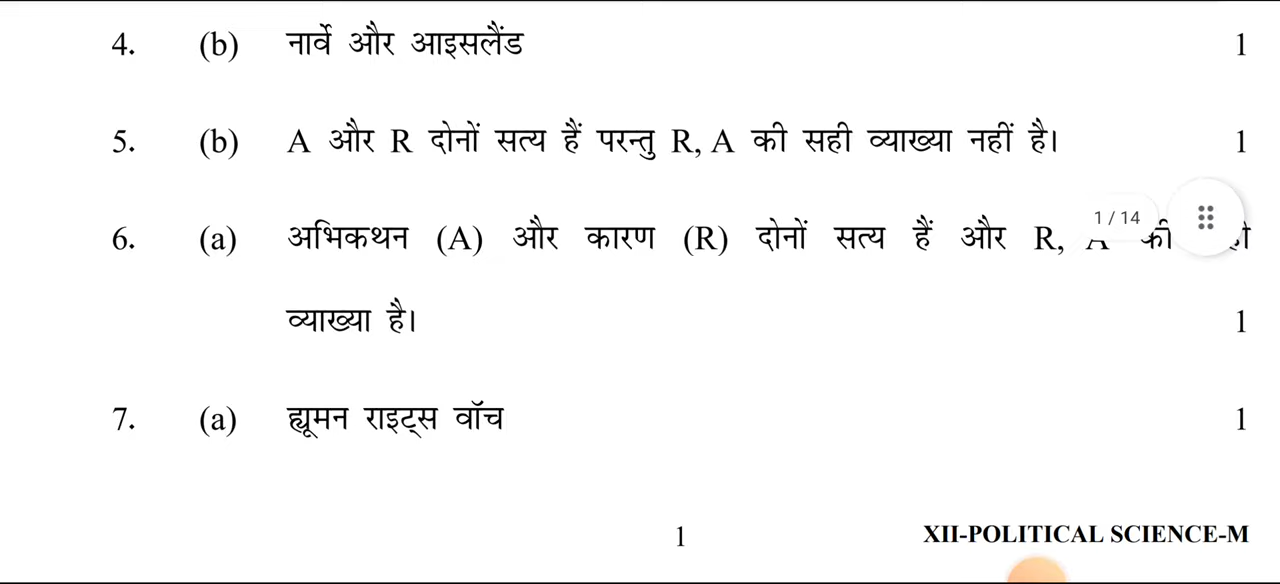 4. (b) नार्वे और आइसलैंड 1
5. (b) A और R दोनों सत्य हैं परन्तु R, A की सही व्याख्या नहीं है। 1
6. (a) अभिकथन (A) और कारण (R) दोनों सत्य हैं और R, A की
1 / 14
व्याख्या है। 1
7. (a) ह्यूमन राइट्स वॉच 1
1 XII-POLITICAL SCIENCE-M